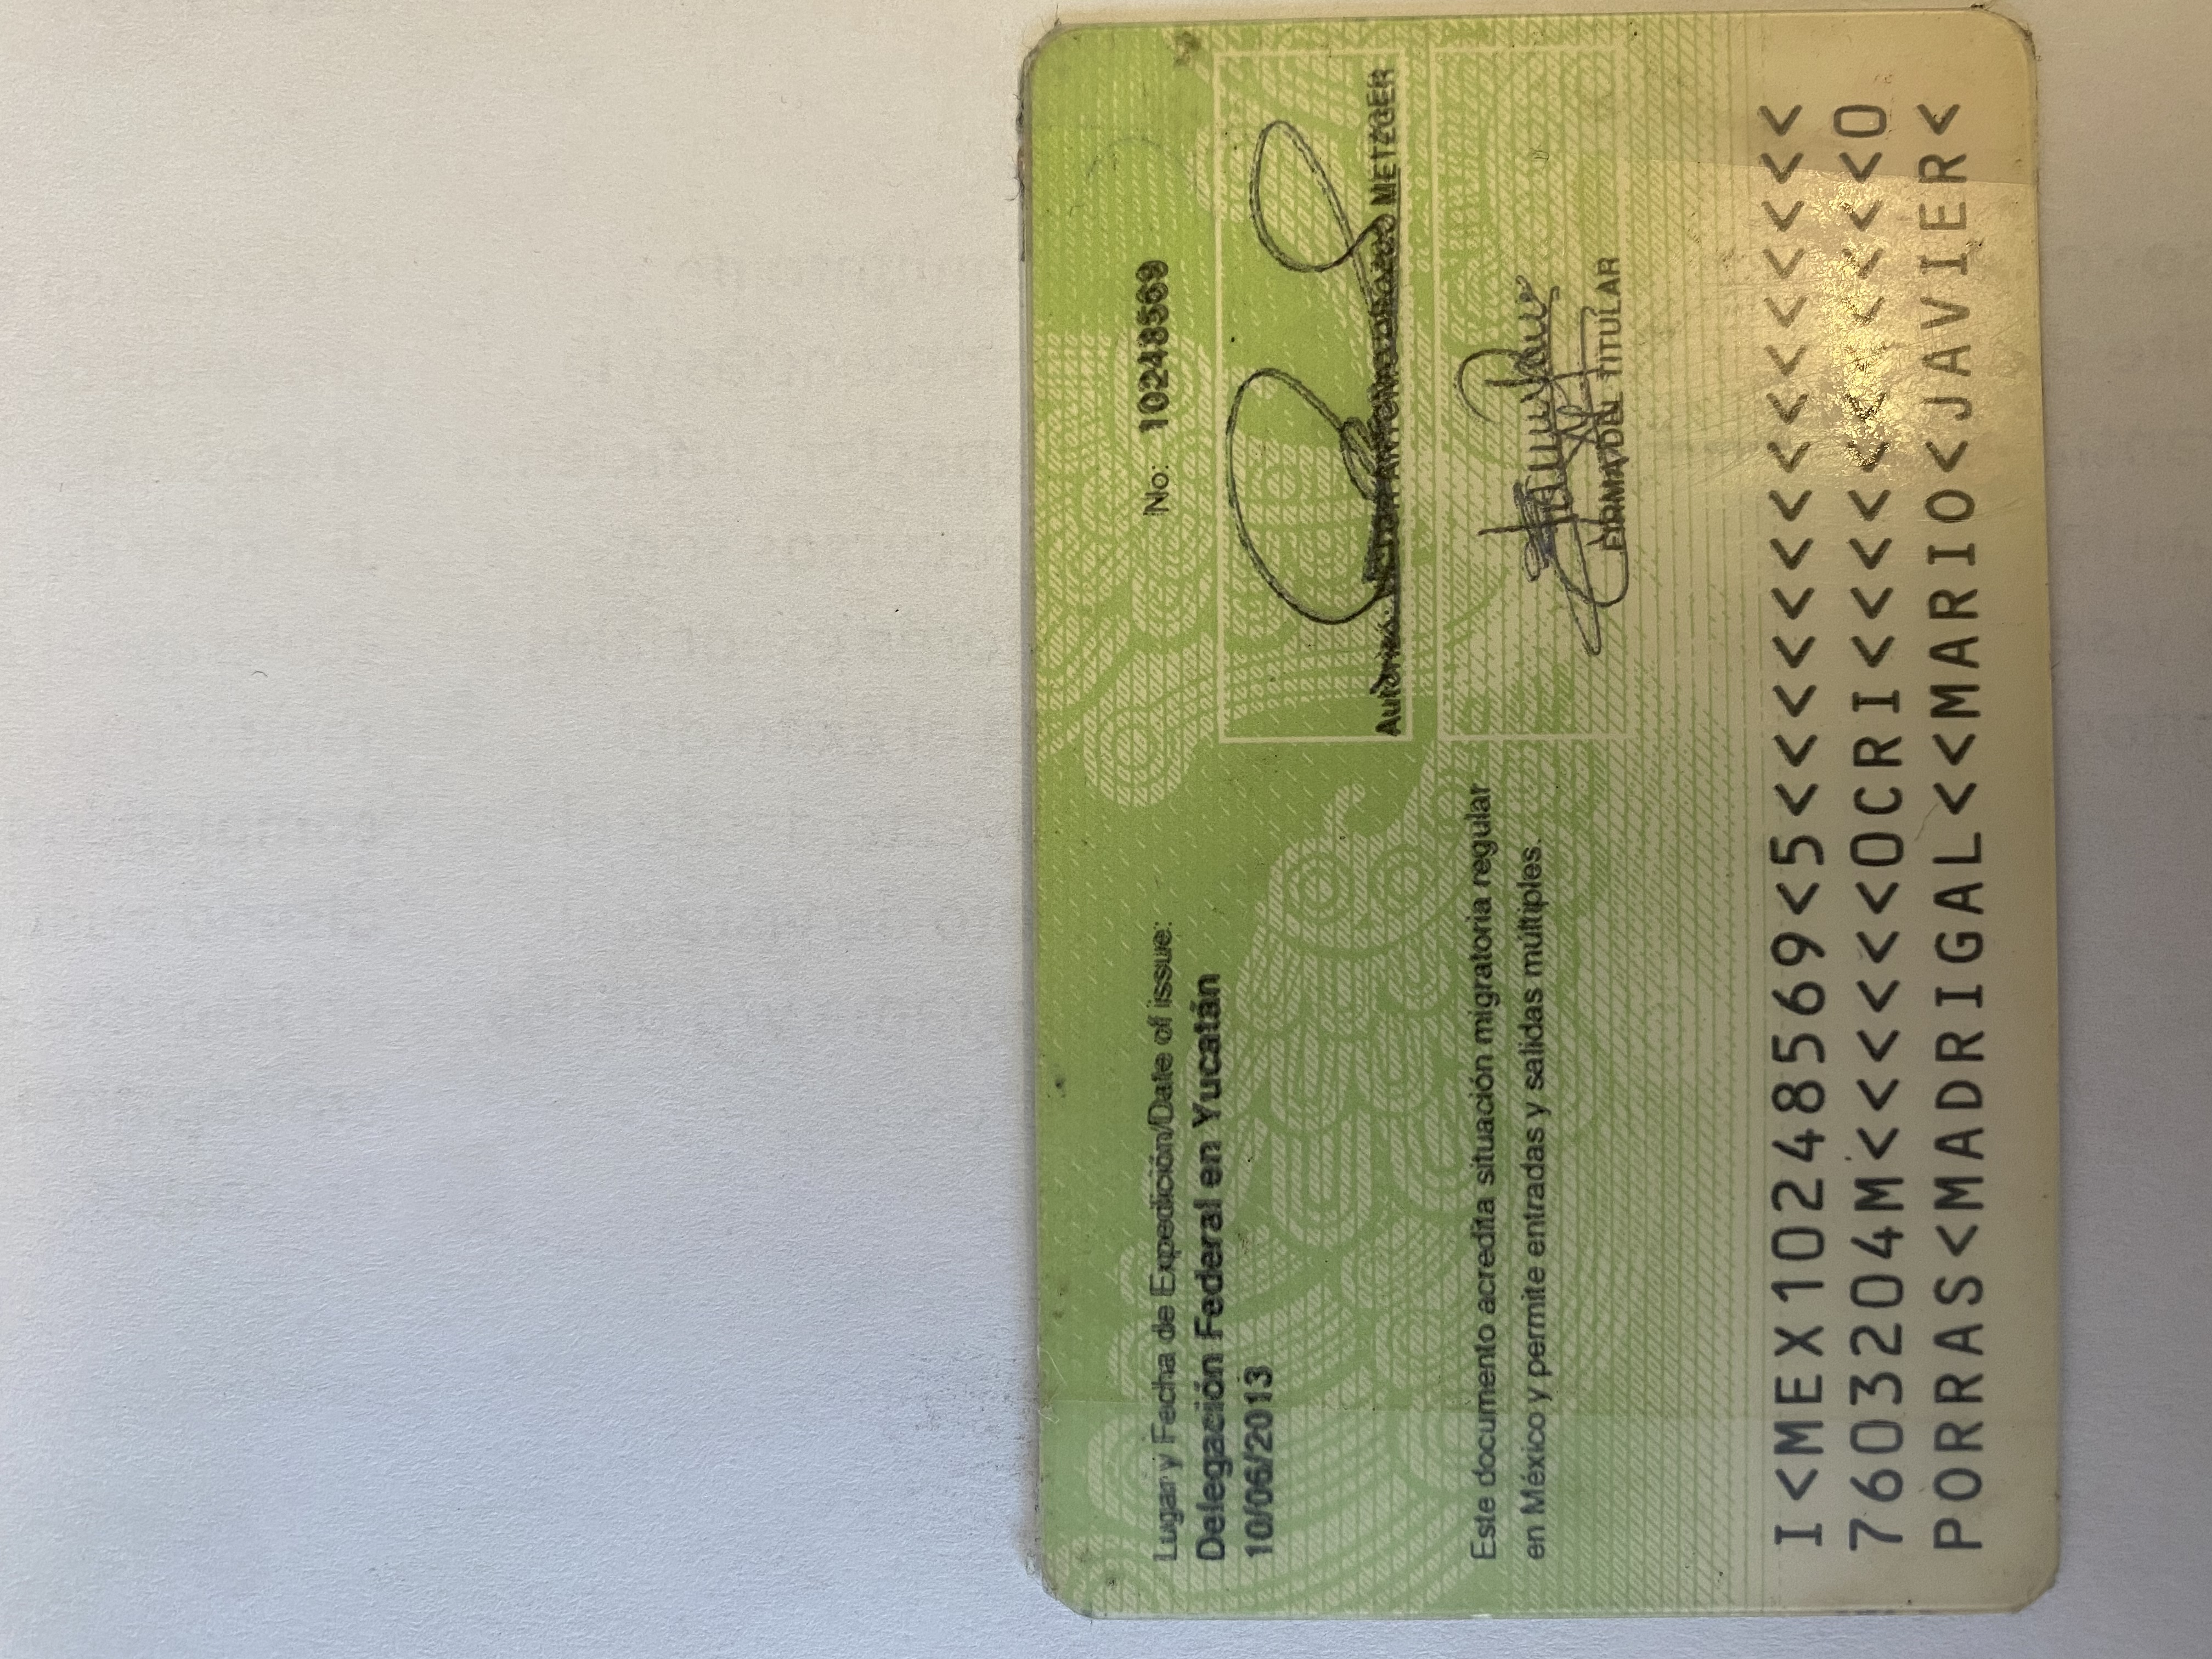 Lugar y Fecha de Expedición/Date of issue:
Delegación Federal en Yucatán
10/06/2013
No: 10248569
METZGER
FIRMA DEL TITULAR
Este documento acredita situación migratoria regular
en México y permite entradas y salidas múltiples.
I<MEX10248569<5<<<<<<<<<<<<<<<
7603204M<<<<<<OCRI<<<<<<<<<<<0
PORRAS<MADRIGAL<<MARIO<JAVIER<